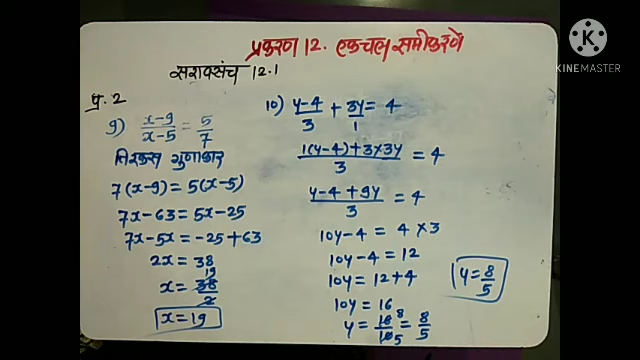 प्रकरण 12. एकचल समीकरणे
सरावसंच 12.1
KINEMASTER
प्र. 2
9) x-9/x-5 = 5/7
तिरकस गुणाकार
7(x-9) = 5(x-5)
7x-63 = 5x-25
7x-5x = -25+63
2x = 38
x = 38/2 19
x = 19
10) y-4/3 + 3y/1 = 4
1(y-4)+3×3y/3 = 4
y-4+9y/3 = 4
10y-4 = 4×3
10y-4 = 12
10y = 12+4
10y = 16
y = 16/10 8/5 = 8/5
y = 8/5